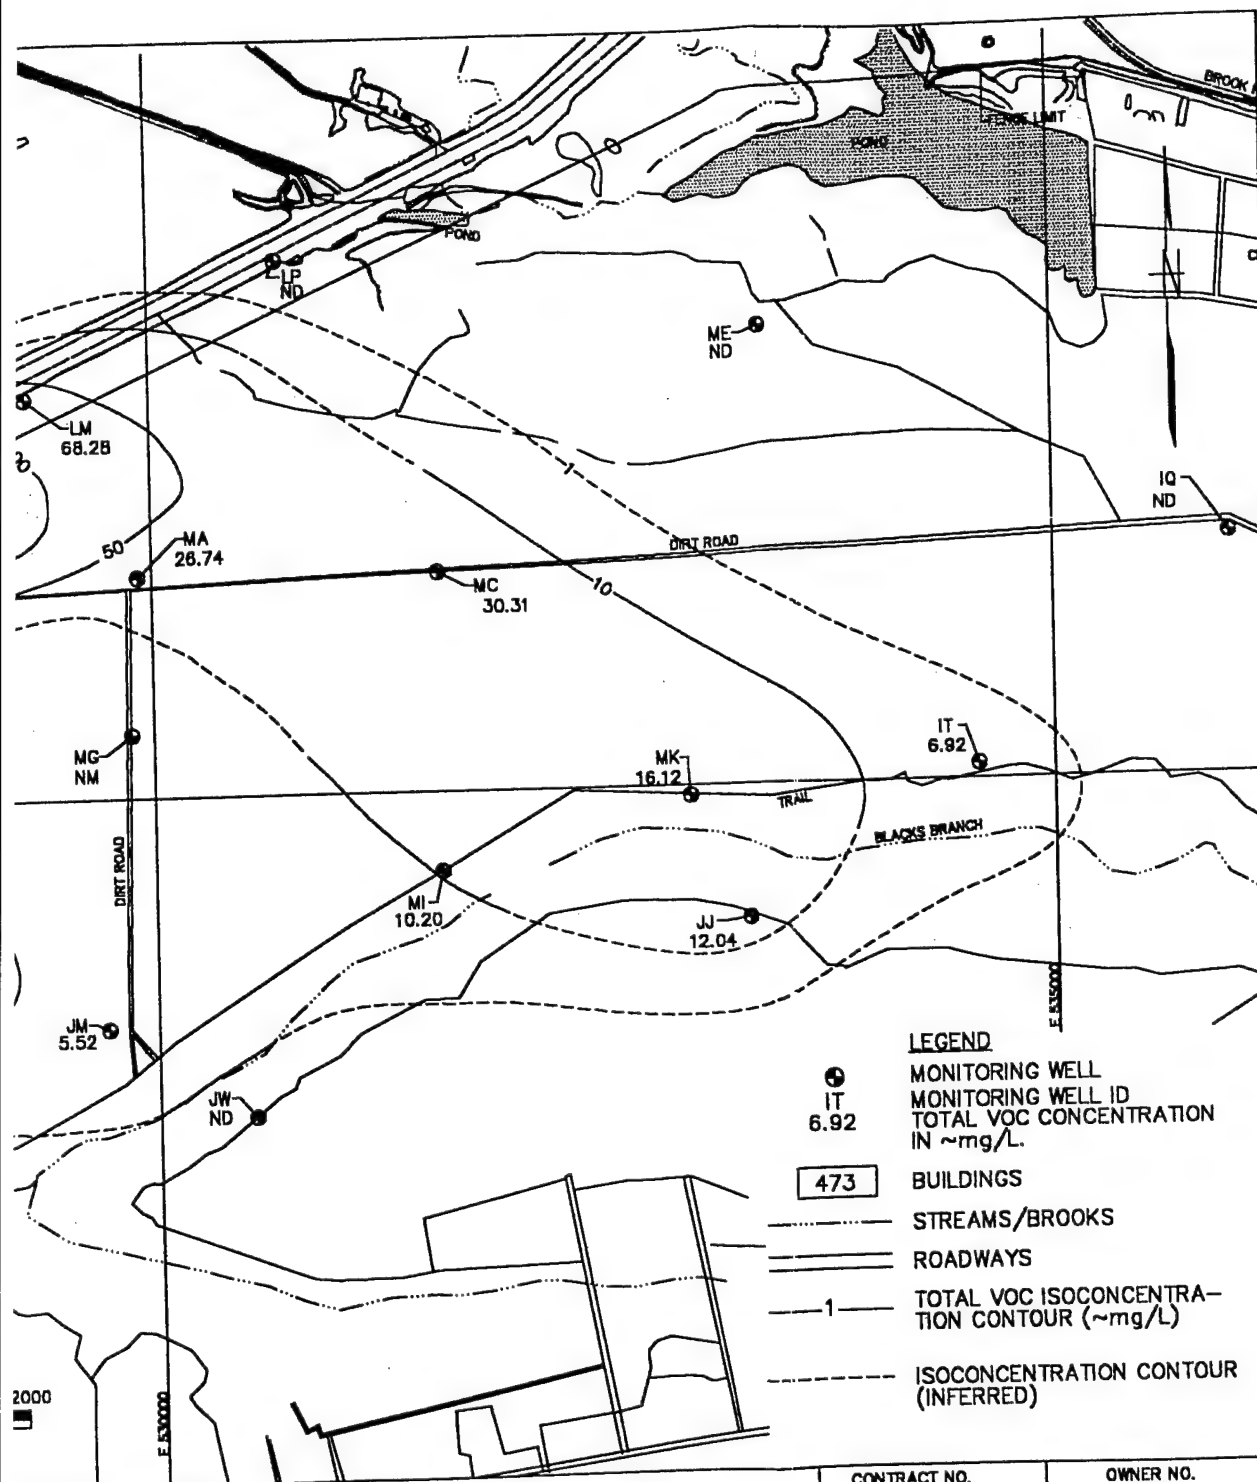 BROOK
FENCE LIMIT
POND
POND
LP
ND
ME
ND
LM
68.28
1
IQ
ND
50
MA
26.74
DIRT ROAD
MC
30.31
10
MG
NM
IT
6.92
MK
16.12
TRAIL
BLACKS BRANCH
DIRT ROAD
MI
10.20
JJ
12.04
E 535000
JM
5.52
JW
ND
LEGEND
MONITORING WELL
IT MONITORING WELL ID
6.92 TOTAL VOC CONCENTRATION
IN ~mg/L.
473 BUILDINGS
STREAMS/BROOKS
ROADWAYS
1 TOTAL VOC ISOCONCENTRA-
TION CONTOUR (~mg/L)
ISOCONCENTRATION CONTOUR
(INFERRED)
2000
E 530000
CONTRACT NO.
OWNER NO.